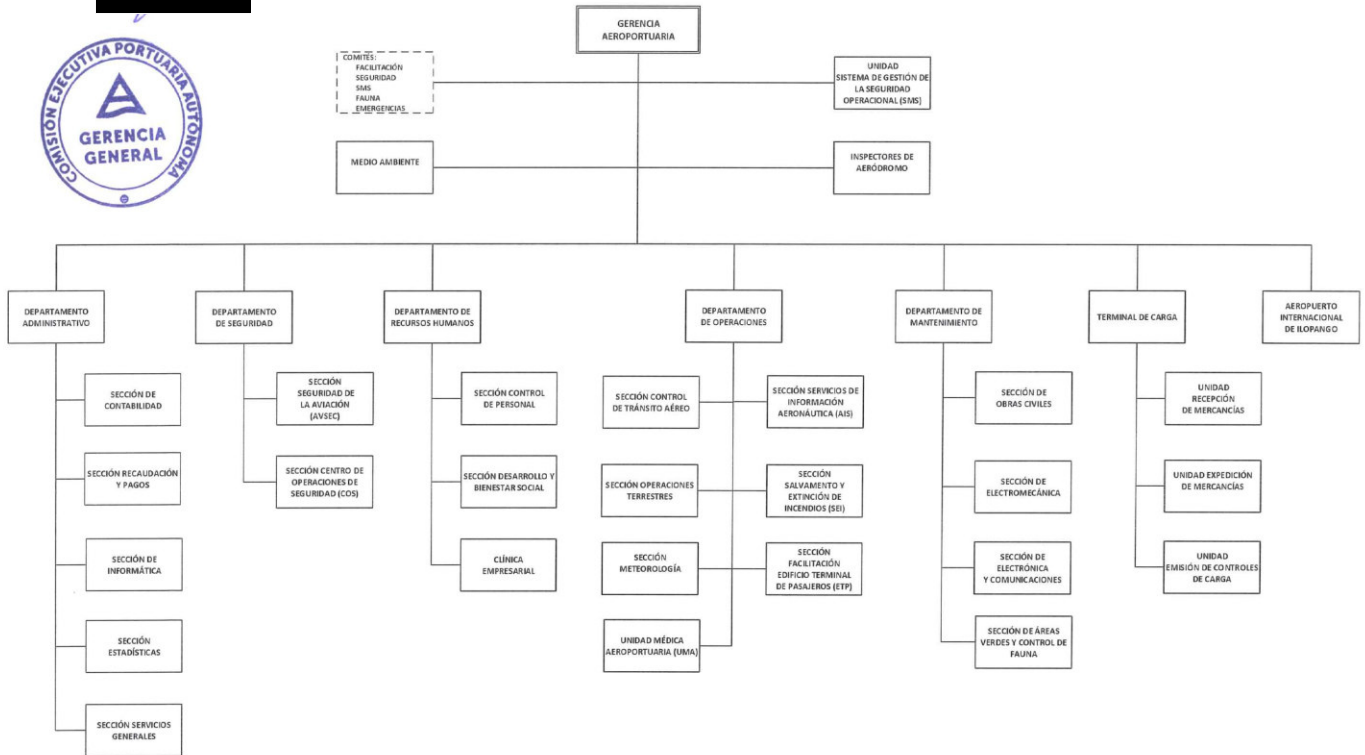 COMISIÓN EJECUTIVA PORTUARIA AUTÓNOMA
GERENCIA
GENERAL
GERENCIA
AEROPORTUARIA
COMITÉS:
FACILITACIÓN
SEGURIDAD
SMS
FAUNA
EMERGENCIAS
UNIDAD
SISTEMA DE GESTIÓN DE
LA SEGURIDAD
OPERACIONAL (SMS)
MEDIO AMBIENTE
INSPECTORES DE
AERÓDROMO
DEPARTAMENTO
ADMINISTRATIVO
DEPARTAMENTO
DE SEGURIDAD
DEPARTAMENTO DE
RECURSOS HUMANOS
DEPARTAMENTO
DE OPERACIONES
DEPARTAMENTO DE
MANTENIMIENTO
TERMINAL DE CARGA
AEROPUERTO
INTERNACIONAL
DE ILOPANGO
SECCIÓN DE
CONTABILIDAD
SECCIÓN RECAUDACIÓN
Y PAGOS
SECCIÓN DE
INFORMÁTICA
SECCIÓN
ESTADÍSTICAS
SECCIÓN SERVICIOS
GENERALES
SECCIÓN
SEGURIDAD DE
LA AVIACIÓN
(AVSEC)
SECCIÓN CENTRO DE
OPERACIONES DE
SEGURIDAD (COS)
SECCIÓN CONTROL
DE PERSONAL
SECCIÓN DESARROLLO Y
BIENESTAR SOCIAL
CLÍNICA
EMPRESARIAL
SECCIÓN CONTROL
DE TRÁNSITO AÉREO
SECCIÓN SERVICIOS DE
INFORMACIÓN
AERONÁUTICA (AIS)
SECCIÓN OPERACIONES
TERRESTRES
SECCIÓN
SALVAMENTO Y
EXTINCIÓN DE
INCENDIOS (SEI)
SECCIÓN
METEOROLOGÍA
SECCIÓN
FACILITACIÓN
EDIFICIO TERMINAL
DE PASAJEROS (ETP)
UNIDAD MÉDICA
AEROPORTUARIA (UMA)
SECCIÓN DE
OBRAS CIVILES
SECCIÓN DE
ELECTROMECÁNICA
SECCIÓN DE
ELECTRÓNICA
Y COMUNICACIONES
SECCIÓN DE ÁREAS
VERDES Y CONTROL DE
FAUNA
UNIDAD
RECEPCIÓN
DE MERCANCÍAS
UNIDAD EXPEDICIÓN
DE MERCANCÍAS
UNIDAD
EMISIÓN DE CONTROLES
DE CARGA